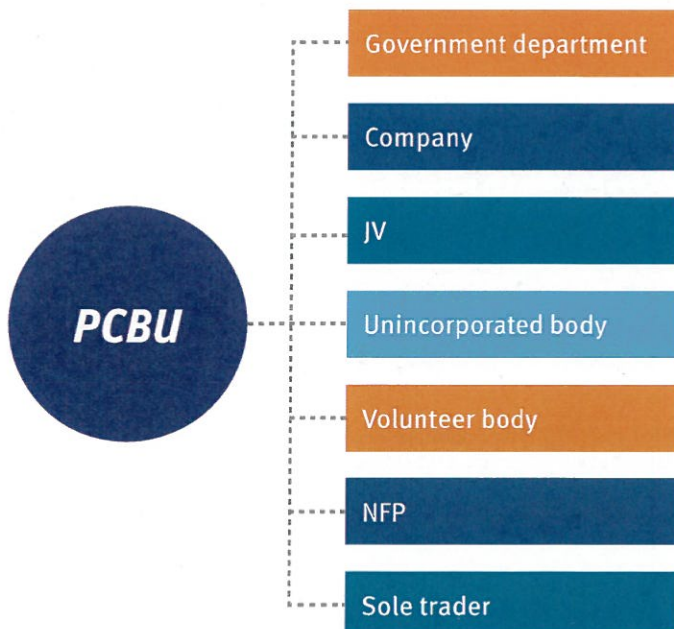 Government department
Company
JV
PCBU
Unincorporated body
Volunteer body
NFP
Sole trader